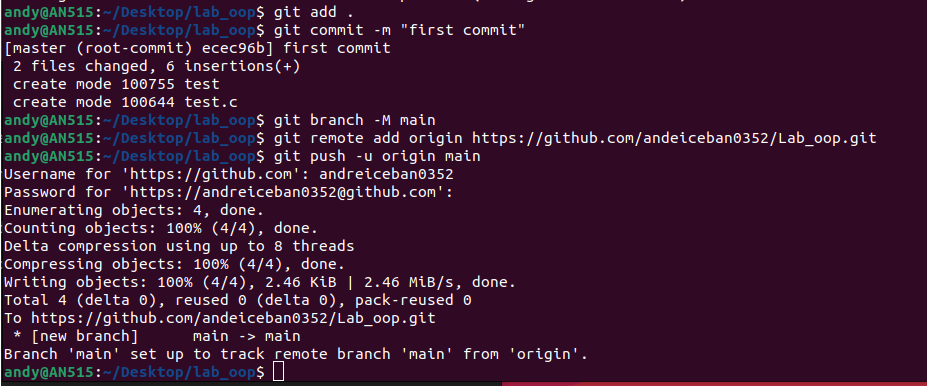 andy@AN515:~/Desktop/lab_oop$ git add .
andy@AN515:~/Desktop/lab_oop$ git commit -m "first commit"
[master (root-commit) ecec96b] first commit
 2 files changed, 6 insertions(+)
 create mode 100755 test
 create mode 100644 test.c
andy@AN515:~/Desktop/lab_oop$ git branch -M main
andy@AN515:~/Desktop/lab_oop$ git remote add origin https://github.com/andeiceban0352/Lab_oop.git
andy@AN515:~/Desktop/lab_oop$ git push -u origin main
Username for 'https://github.com': andreiceban0352
Password for 'https://andreiceban0352@github.com':
Enumerating objects: 4, done.
Counting objects: 100% (4/4), done.
Delta compression using up to 8 threads
Compressing objects: 100% (4/4), done.
Writing objects: 100% (4/4), 2.46 KiB | 2.46 MiB/s, done.
Total 4 (delta 0), reused 0 (delta 0), pack-reused 0
To https://github.com/andeiceban0352/Lab_oop.git
 * [new branch]      main -> main
Branch 'main' set up to track remote branch 'main' from 'origin'.
andy@AN515:~/Desktop/lab_oop$